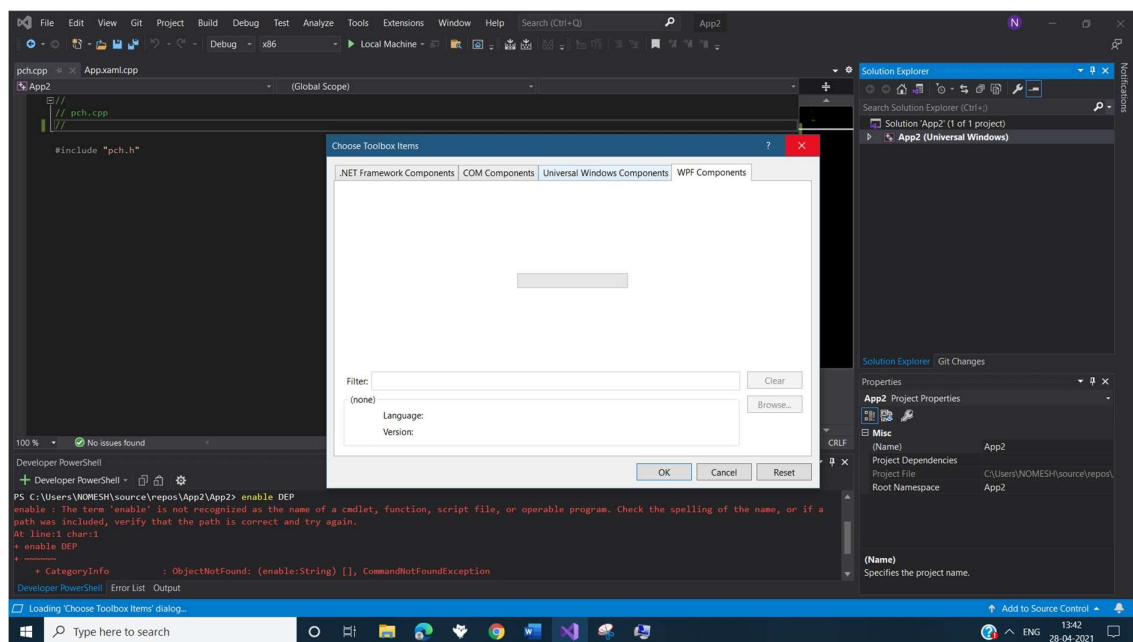 File Edit View Git Project Build Debug Test Analyze Tools Extensions Window Help Search (Ctrl+Q) App2 N
Debug x86 Local Machine
pch.cpp App.xaml.cpp
App2 (Global Scope)
//
// pch.cpp
//
#include "pch.h"
Choose Toolbox Items ?
.NET Framework Components COM Components Universal Windows Components WPF Components
Filter: Clear
(none) Browse...
Language:
Version:
OK Cancel Reset
100 % No issues found CRLF
Developer PowerShell
Developer PowerShell
PS C:\Users\NOMESH\source\repos\App2\App2> enable DEP
enable : The term 'enable' is not recognized as the name of a cmdlet, function, script file, or operable program. Check the spelling of the name, or if a
path was included, verify that the path is correct and try again.
At line:1 char:1
+ enable DEP
+ ~~~~~~
+ CategoryInfo : ObjectNotFound: (enable:String) [], CommandNotFoundException
Developer PowerShell Error List Output
Solution Explorer
Search Solution Explorer (Ctrl+;)
Solution 'App2' (1 of 1 project)
App2 (Universal Windows)
Solution Explorer Git Changes
Properties
App2 Project Properties
Misc
(Name) App2
Project Dependencies
Project File C:\Users\NOMESH\source\repos\
Root Namespace App2
(Name)
Specifies the project name.
Notifications
Loading 'Choose Toolbox Items' dialog... Add to Source Control
Type here to search ENG 13:42
28-04-2021